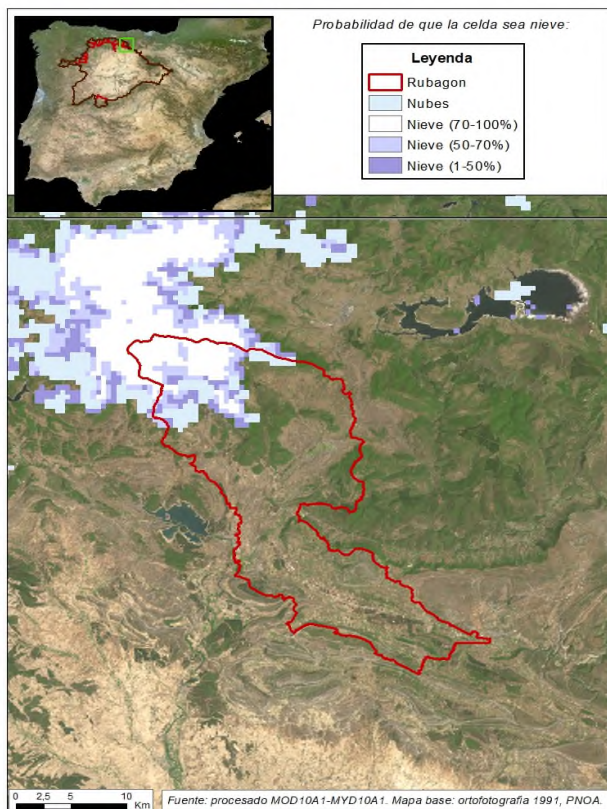 Probabilidad de que la celda sea nieve:
Leyenda
Rubagon
Nubes
Nieve (70-100%)
Nieve (50-70%)
Nieve (1-50%)
0 2,5 5 10
Km
Fuente: procesado MOD10A1-MYD10A1. Mapa base: ortofotografia 1991, PNOA